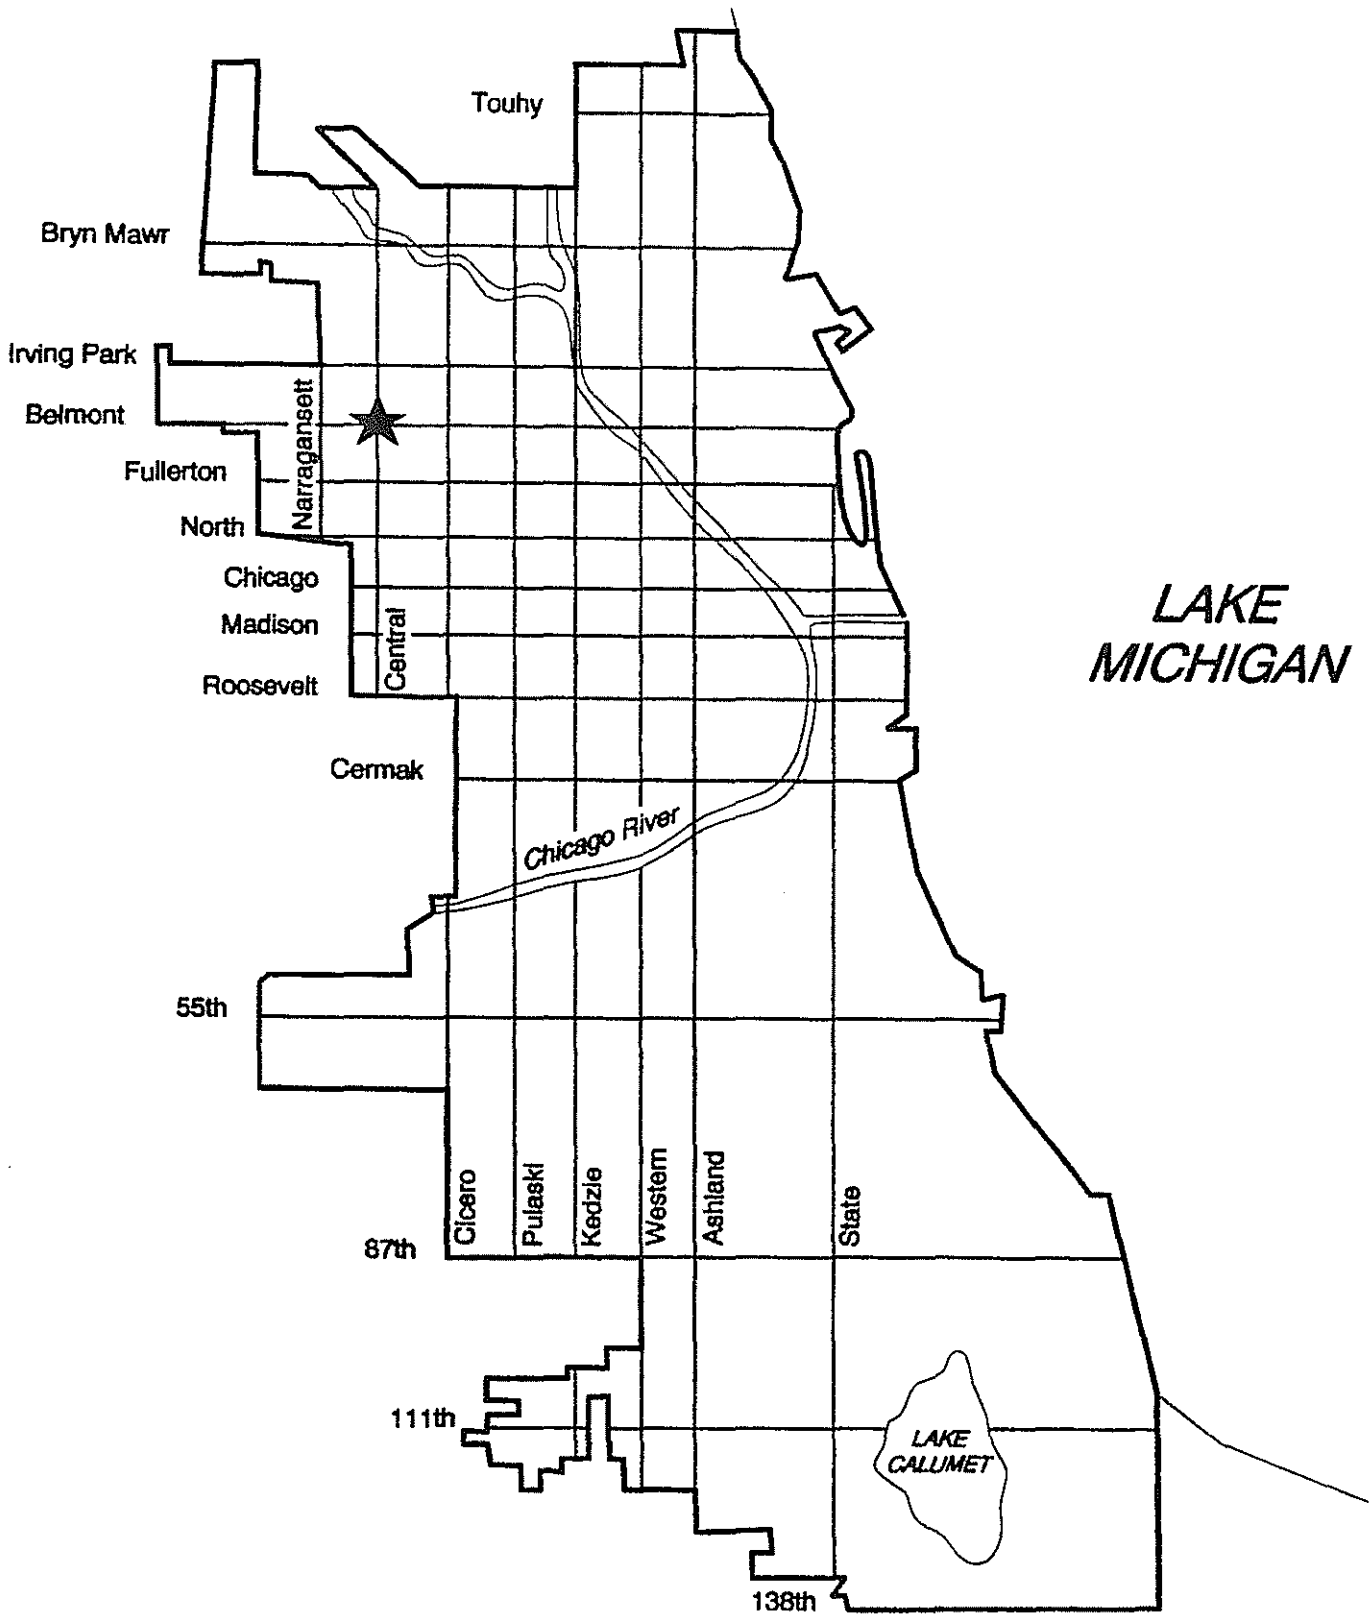 Touhy
Bryn Mawr
Irving Park
Belmont
Narragansett
Fullerton
North
Chicago
Madison
Central
Roosevelt
LAKE
MICHIGAN
Cermak
Chicago River
55th
Cicero
Pulaski
Kedzie
Western
Ashland
State
87th
111th
LAKE
CALUMET
138th